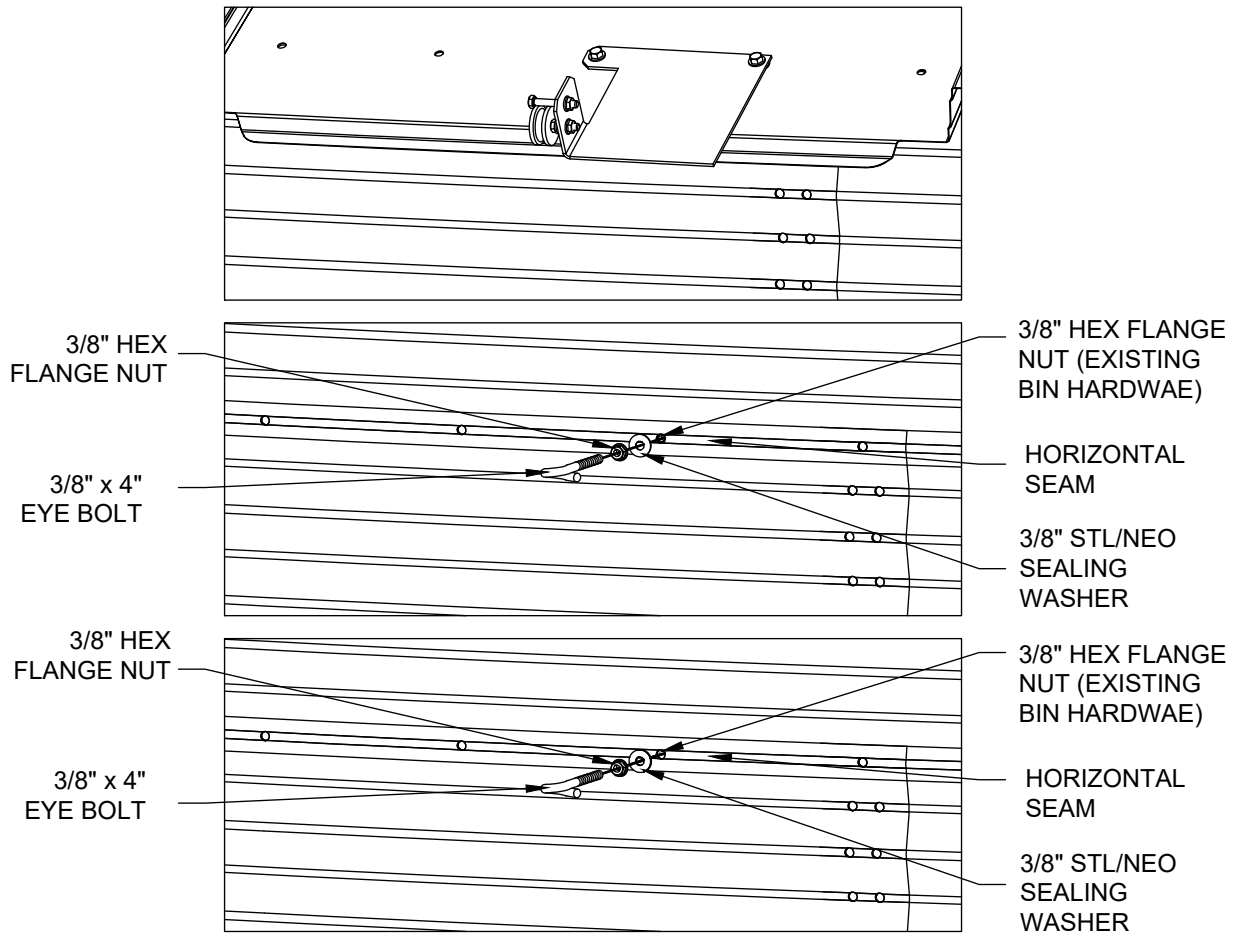 3/8" HEX
FLANGE NUT
3/8" x 4"
EYE BOLT
3/8" HEX FLANGE
NUT (EXISTING
BIN HARDWAE)
HORIZONTAL
SEAM
3/8" STL/NEO
SEALING
WASHER
3/8" HEX
FLANGE NUT
3/8" x 4"
EYE BOLT
3/8" HEX FLANGE
NUT (EXISTING
BIN HARDWAE)
HORIZONTAL
SEAM
3/8" STL/NEO
SEALING
WASHER